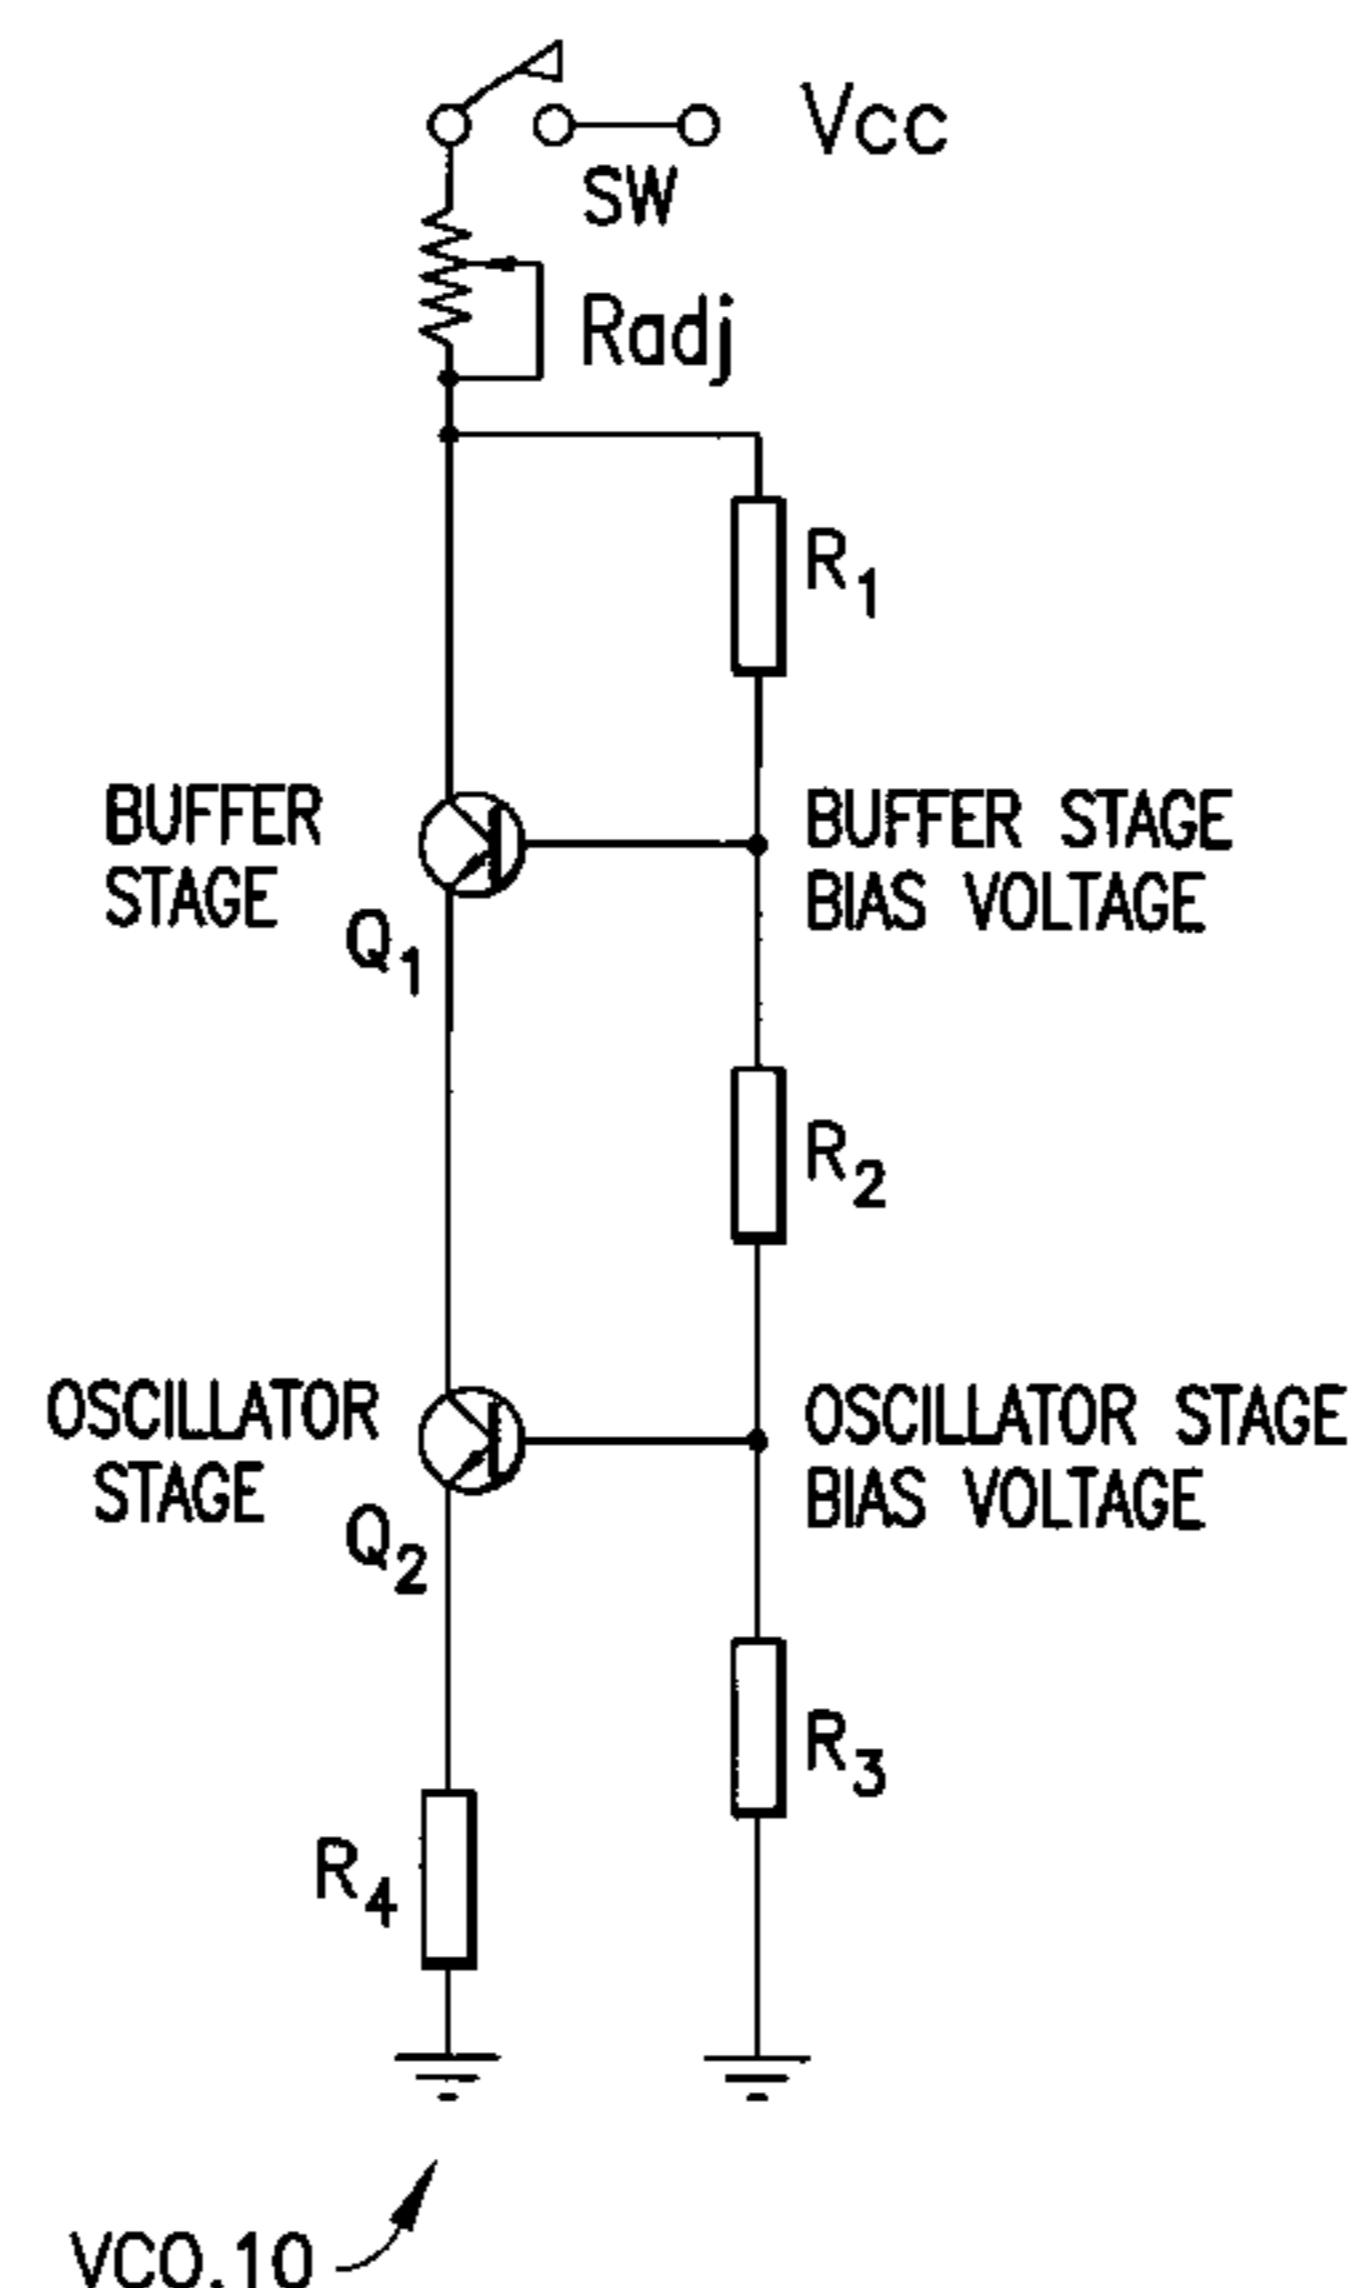 Vcc
SW
Radj
R1
BUFFER
STAGE
Q1
BUFFER STAGE
BIAS VOLTAGE
R2
OSCILLATOR
STAGE
Q2
OSCILLATOR STAGE
BIAS VOLTAGE
R3
R4
VCO.10